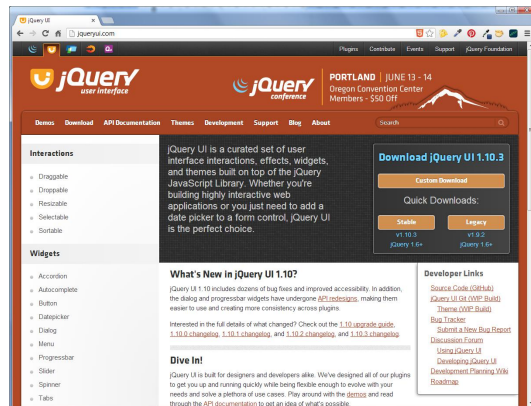 jQuery UI
jqueryui.com
Plugins Contribute Events Support jQuery Foundation
jQuery
user interface
jQuery
conference
PORTLAND | JUNE 13 - 14
Oregon Convention Center
Members - $50 Off
Demos Download API Documentation Themes Development Support Blog About
Search
Interactions
Draggable
Droppable
Resizable
Selectable
Sortable
Widgets
Accordion
Autocomplete
Button
Datepicker
Dialog
Menu
Progressbar
Slider
Spinner
Tabs
jQuery UI is a curated set of user
interface interactions, effects, widgets,
and themes built on top of the jQuery
JavaScript Library. Whether you're
building highly interactive web
applications or you just need to add a
date picker to a form control, jQuery UI
is the perfect choice.
Download jQuery UI 1.10.3
Custom Download
Quick Downloads:
Stable Legacy
v1.10.3 v1.9.2
jQuery 1.6+ jQuery 1.6+
What's New in jQuery UI 1.10?
jQuery UI 1.10 includes dozens of bug fixes and improved accessibility. In addition,
the dialog and progressbar widgets have undergone API redesigns, making them
easier to use and creating more consistency across plugins.
Interested in the full details of what changed? Check out the 1.10 upgrade guide,
1.10.0 changelog, 1.10.1 changelog, and 1.10.2 changelog, and 1.10.3 changelog.
Dive In!
jQuery UI is built for designers and developers alike. We've designed all of our plugins
to get you up and running quickly while being flexible enough to evolve with your
needs and solve a plethora of use cases. Play around with the demos and read
through the API documentation to get an idea of what's possible.
Developer Links
Source Code (GitHub)
jQuery UI Git (WIP Build)
Theme (WIP Build)
Bug Tracker
Submit a New Bug Report
Discussion Forum
Using jQuery UI
Developing jQuery UI
Development Planning Wiki
Roadmap